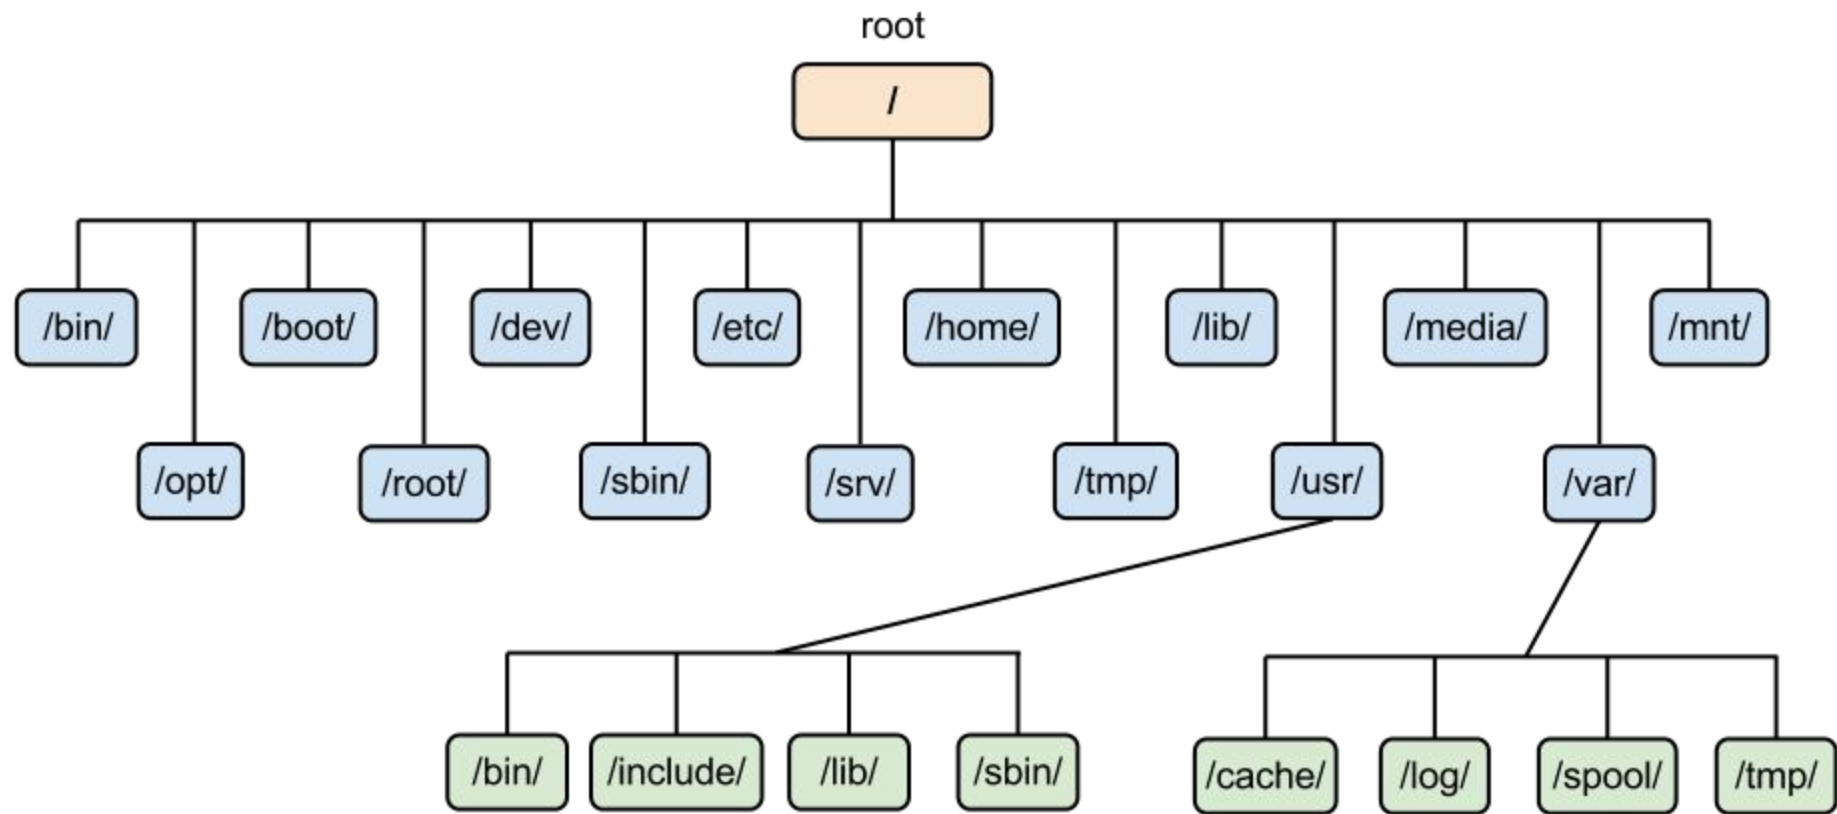 root
/
/bin/
/boot/
/dev/
/etc/
/home/
/lib/
/media/
/mnt/
/opt/
/root/
/sbin/
/srv/
/tmp/
/usr/
/var/
/bin/
/include/
/lib/
/sbin/
/cache/
/log/
/spool/
/tmp/